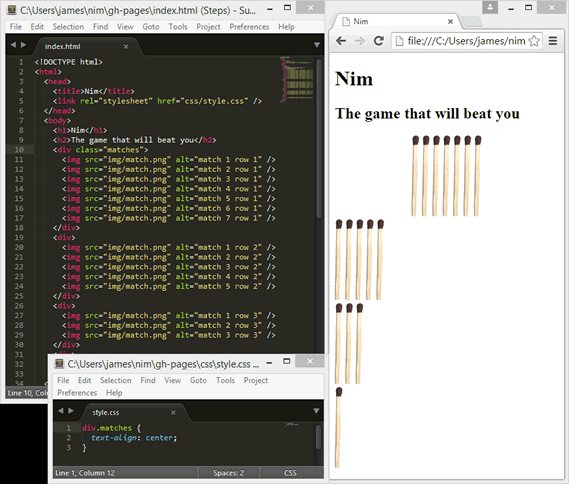 C:\Users\james\nim\gh-pages\index.html (Steps) - Su...
File Edit Selection Find View Goto Tools Project Preferences Help
index.html
1 <!DOCTYPE html>
2 <html>
3 <head>
4 <title>Nim</title>
5 <link rel="stylesheet" href="css/style.css" />
6 </head>
7 <body>
8 <h1>Nim</h1>
9 <h2>The game that will beat you</h2>
10 <div class="matches">
11 <img src="img/match.png" alt="match 1 row 1" />
12 <img src="img/match.png" alt="match 2 row 1" />
13 <img src="img/match.png" alt="match 3 row 1" />
14 <img src="img/match.png" alt="match 4 row 1" />
15 <img src="img/match.png" alt="match 5 row 1" />
16 <img src="img/match.png" alt="match 6 row 1" />
17 <img src="img/match.png" alt="match 7 row 1" />
18 </div>
19 <div>
20 <img src="img/match.png" alt="match 1 row 2" />
21 <img src="img/match.png" alt="match 2 row 2" />
22 <img src="img/match.png" alt="match 3 row 2" />
23 <img src="img/match.png" alt="match 4 row 2" />
24 <img src="img/match.png" alt="match 5 row 2" />
25 </div>
26 <div>
27 <img src="img/match.png" alt="match 1 row 3" />
28 <img src="img/match.png" alt="match 2 row 3" />
29 <img src="img/match.png" alt="match 3 row 3" />
30 </div>
34
Line 10, Column
C:\Users\james\nim\gh-pages\css\style.css ...
File Edit Selection Find View Goto Tools Project
Preferences Help
style.css
1 div.matches {
2 text-align: center;
3 }
Line 1, Column 12 Spaces: 2 CSS
Nim
file:///C:/Users/james/nim
Nim
The game that will beat you